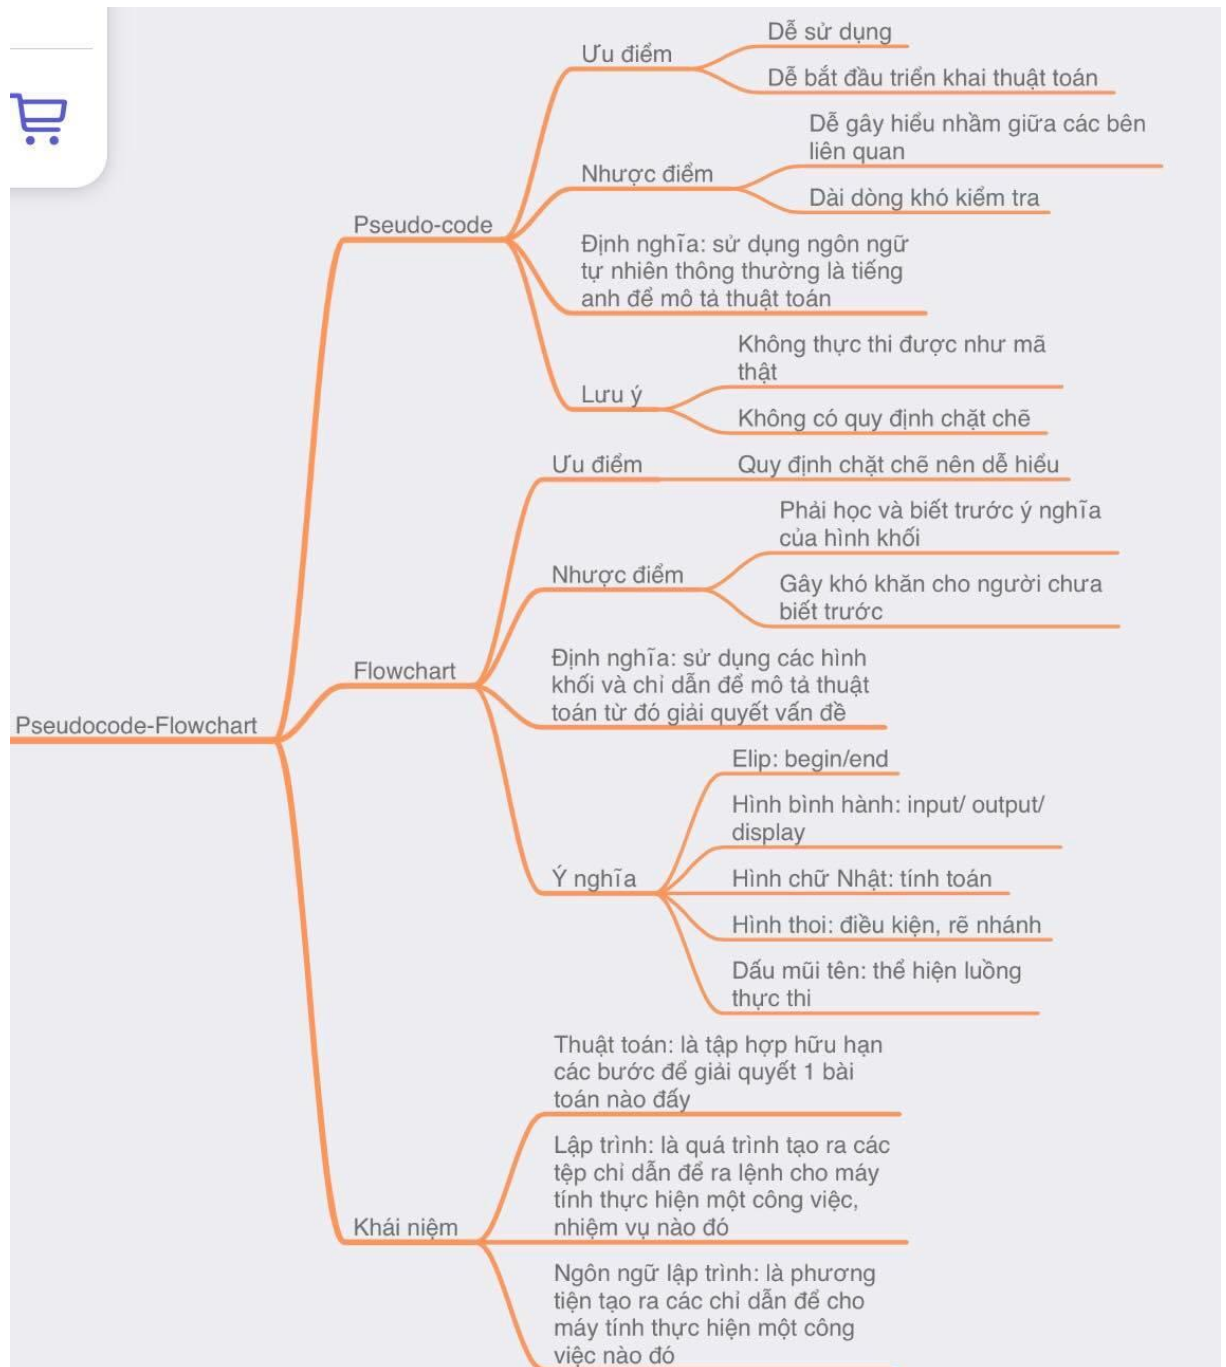 Pseudocode-Flowchart
Pseudo-code
Ưu điểm
Dễ sử dụng
Dễ bắt đầu triển khai thuật toán
Nhược điểm
Dễ gây hiểu nhầm giữa các bên
liên quan
Dài dòng khó kiểm tra
Định nghĩa: sử dụng ngôn ngữ
tự nhiên thông thường là tiếng
anh để mô tả thuật toán
Lưu ý
Không thực thi được như mã
thật
Không có quy định chặt chẽ
Flowchart
Ưu điểm
Quy định chặt chẽ nên dễ hiểu
Nhược điểm
Phải học và biết trước ý nghĩa
của hình khối
Gây khó khăn cho người chưa
biết trước
Định nghĩa: sử dụng các hình
khối và chỉ dẫn để mô tả thuật
toán từ đó giải quyết vấn đề
Ý nghĩa
Elip: begin/end
Hình bình hành: input/ output/
display
Hình chữ Nhật: tính toán
Hình thoi: điều kiện, rẽ nhánh
Dấu mũi tên: thể hiện luồng
thực thi
Khái niệm
Thuật toán: là tập hợp hữu hạn
các bước để giải quyết 1 bài
toán nào đấy
Lập trình: là quá trình tạo ra các
tệp chỉ dẫn để ra lệnh cho máy
tính thực hiện một công việc,
nhiệm vụ nào đó
Ngôn ngữ lập trình: là phương
tiện tạo ra các chỉ dẫn để cho
máy tính thực hiện một công
việc nào đó